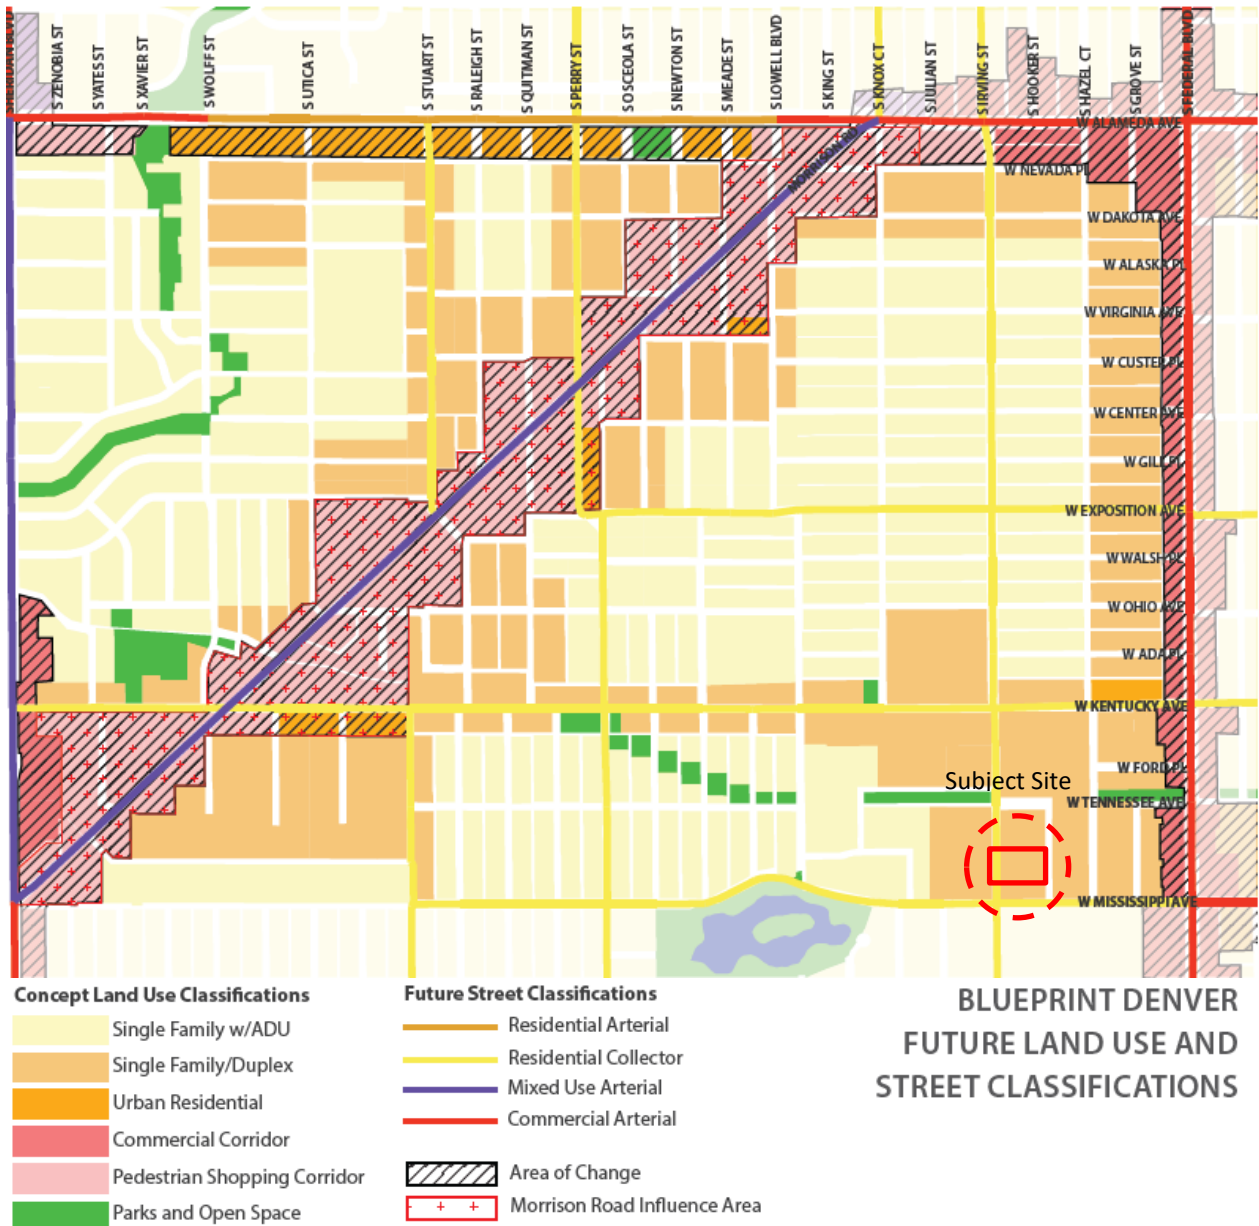 SHERIDAN BLVD
S ZENOBIA ST
S YATES ST
S XAVIER ST
S WOLFF ST
S UTICA ST
S STUART ST
S RALEIGH ST
S QUITMAN ST
S PERRY ST
S OSCEOLA ST
S NEWTON ST
S MEADE ST
S LOWELL BLVD
S KING ST
S KNOX CT
S JULIAN ST
S IRVING ST
S HOOKER ST
S HAZEL CT
S GROVE ST
S FEDERAL BLVD
W ALAMEDA AVE
MORRISON RD
W NEVADA PL
W DAKOTA AVE
W ALASKA PL
W VIRGINIA AVE
W CUSTER PL
W CENTER AVE
W GILL PL
W EXPOSITION AVE
W WALSH PL
W OHIO AVE
W ADA PL
W KENTUCKY AVE
W FORD PL
Subject Site
W TENNESSEE AVE
W MISSISSIPPI AVE
Concept Land Use Classifications
Single Family w/ADU
Single Family/Duplex
Urban Residential
Commercial Corridor
Pedestrian Shopping Corridor
Parks and Open Space
Future Street Classifications
Residential Arterial
Residential Collector
Mixed Use Arterial
Commercial Arterial
Area of Change
Morrison Road Influence Area
BLUEPRINT DENVER
FUTURE LAND USE AND
STREET CLASSIFICATIONS